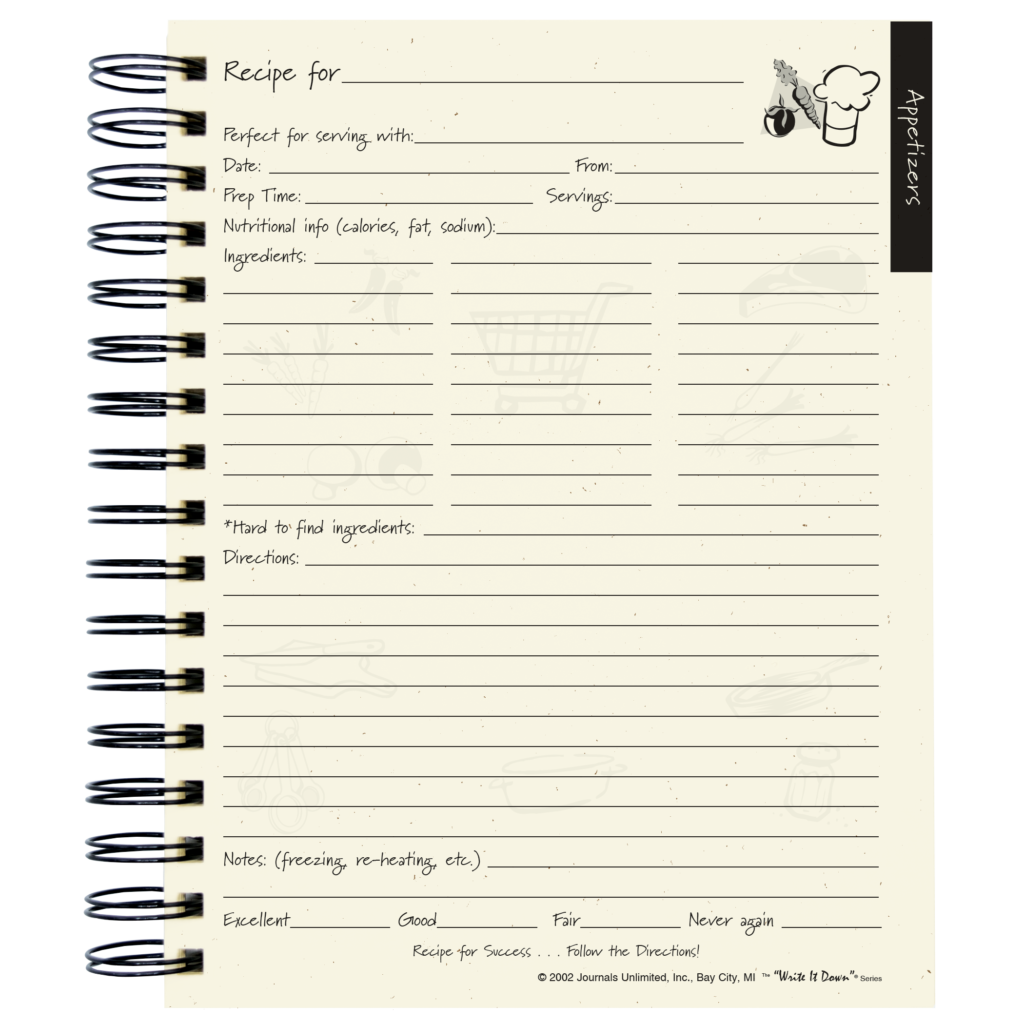 Recipe for
Appetizers
Perfect for serving with:
Date: From:
Prep Time: Servings:
Nutritional info (calories, fat, sodium):
Ingredients:
*Hard to find ingredients:
Directions:
Notes: (freezing, re-heating, etc.)
Excellent Good Fair Never again
Recipe for Success . . . Follow the Directions!
© 2002 Journals Unlimited, Inc., Bay City, MI The "Write It Down"® Series